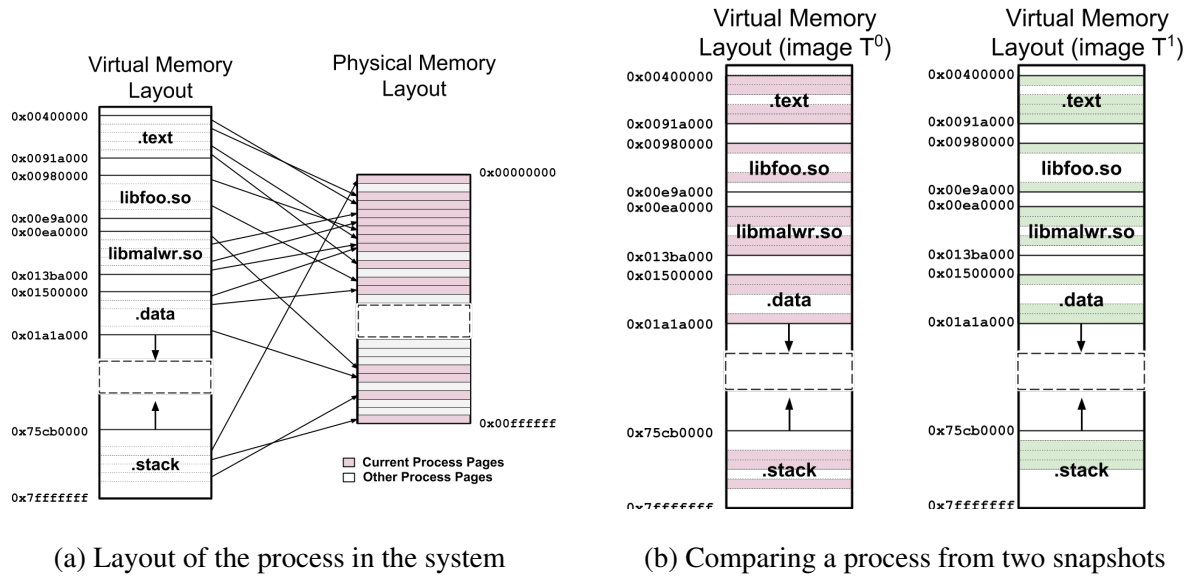 Virtual Memory
Layout
0x00400000
.text
0x0091a000
0x00980000
libfoo.so
0x00e9a000
0x00ea0000
libmalwr.so
0x013ba000
0x01500000
.data
0x01a1a000
0x75cb0000
.stack
0x7fffffff
Physical Memory
Layout
0x00000000
0x00ffffff
Current Process Pages
Other Process Pages
(a) Layout of the process in the system
Virtual Memory
Layout (image T⁰)
0x00400000
.text
0x0091a000
0x00980000
libfoo.so
0x00e9a000
0x00ea0000
libmalwr.so
0x013ba000
0x01500000
.data
0x01a1a000
0x75cb0000
.stack
0x7fffffff
Virtual Memory
Layout (image T¹)
0x00400000
.text
0x0091a000
0x00980000
libfoo.so
0x00e9a000
0x00ea0000
libmalwr.so
0x013ba000
0x01500000
.data
0x01a1a000
0x75cb0000
.stack
0x7fffffff
(b) Comparing a process from two snapshots